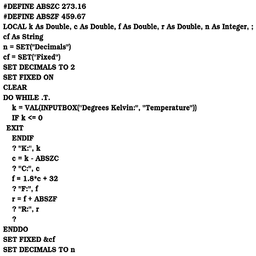 #DEFINE ABSZC 273.16
#DEFINE ABSZF 459.67
LOCAL k As Double, c As Double, f As Double, r As Double, n As Integer, ;
cf As String
n = SET("Decimals")
cf = SET("Fixed")
SET DECIMALS TO 2
SET FIXED ON
CLEAR
DO WHILE .T.
k = VAL(INPUTBOX("Degrees Kelvin:", "Temperature"))
IF k <= 0
EXIT
ENDIF
? "K:", k
c = k - ABSZC
? "C:", c
f = 1.8*c + 32
? "F:", f
r = f + ABSZF
? "R:", r
?
ENDDO
SET FIXED &cf
SET DECIMALS TO n